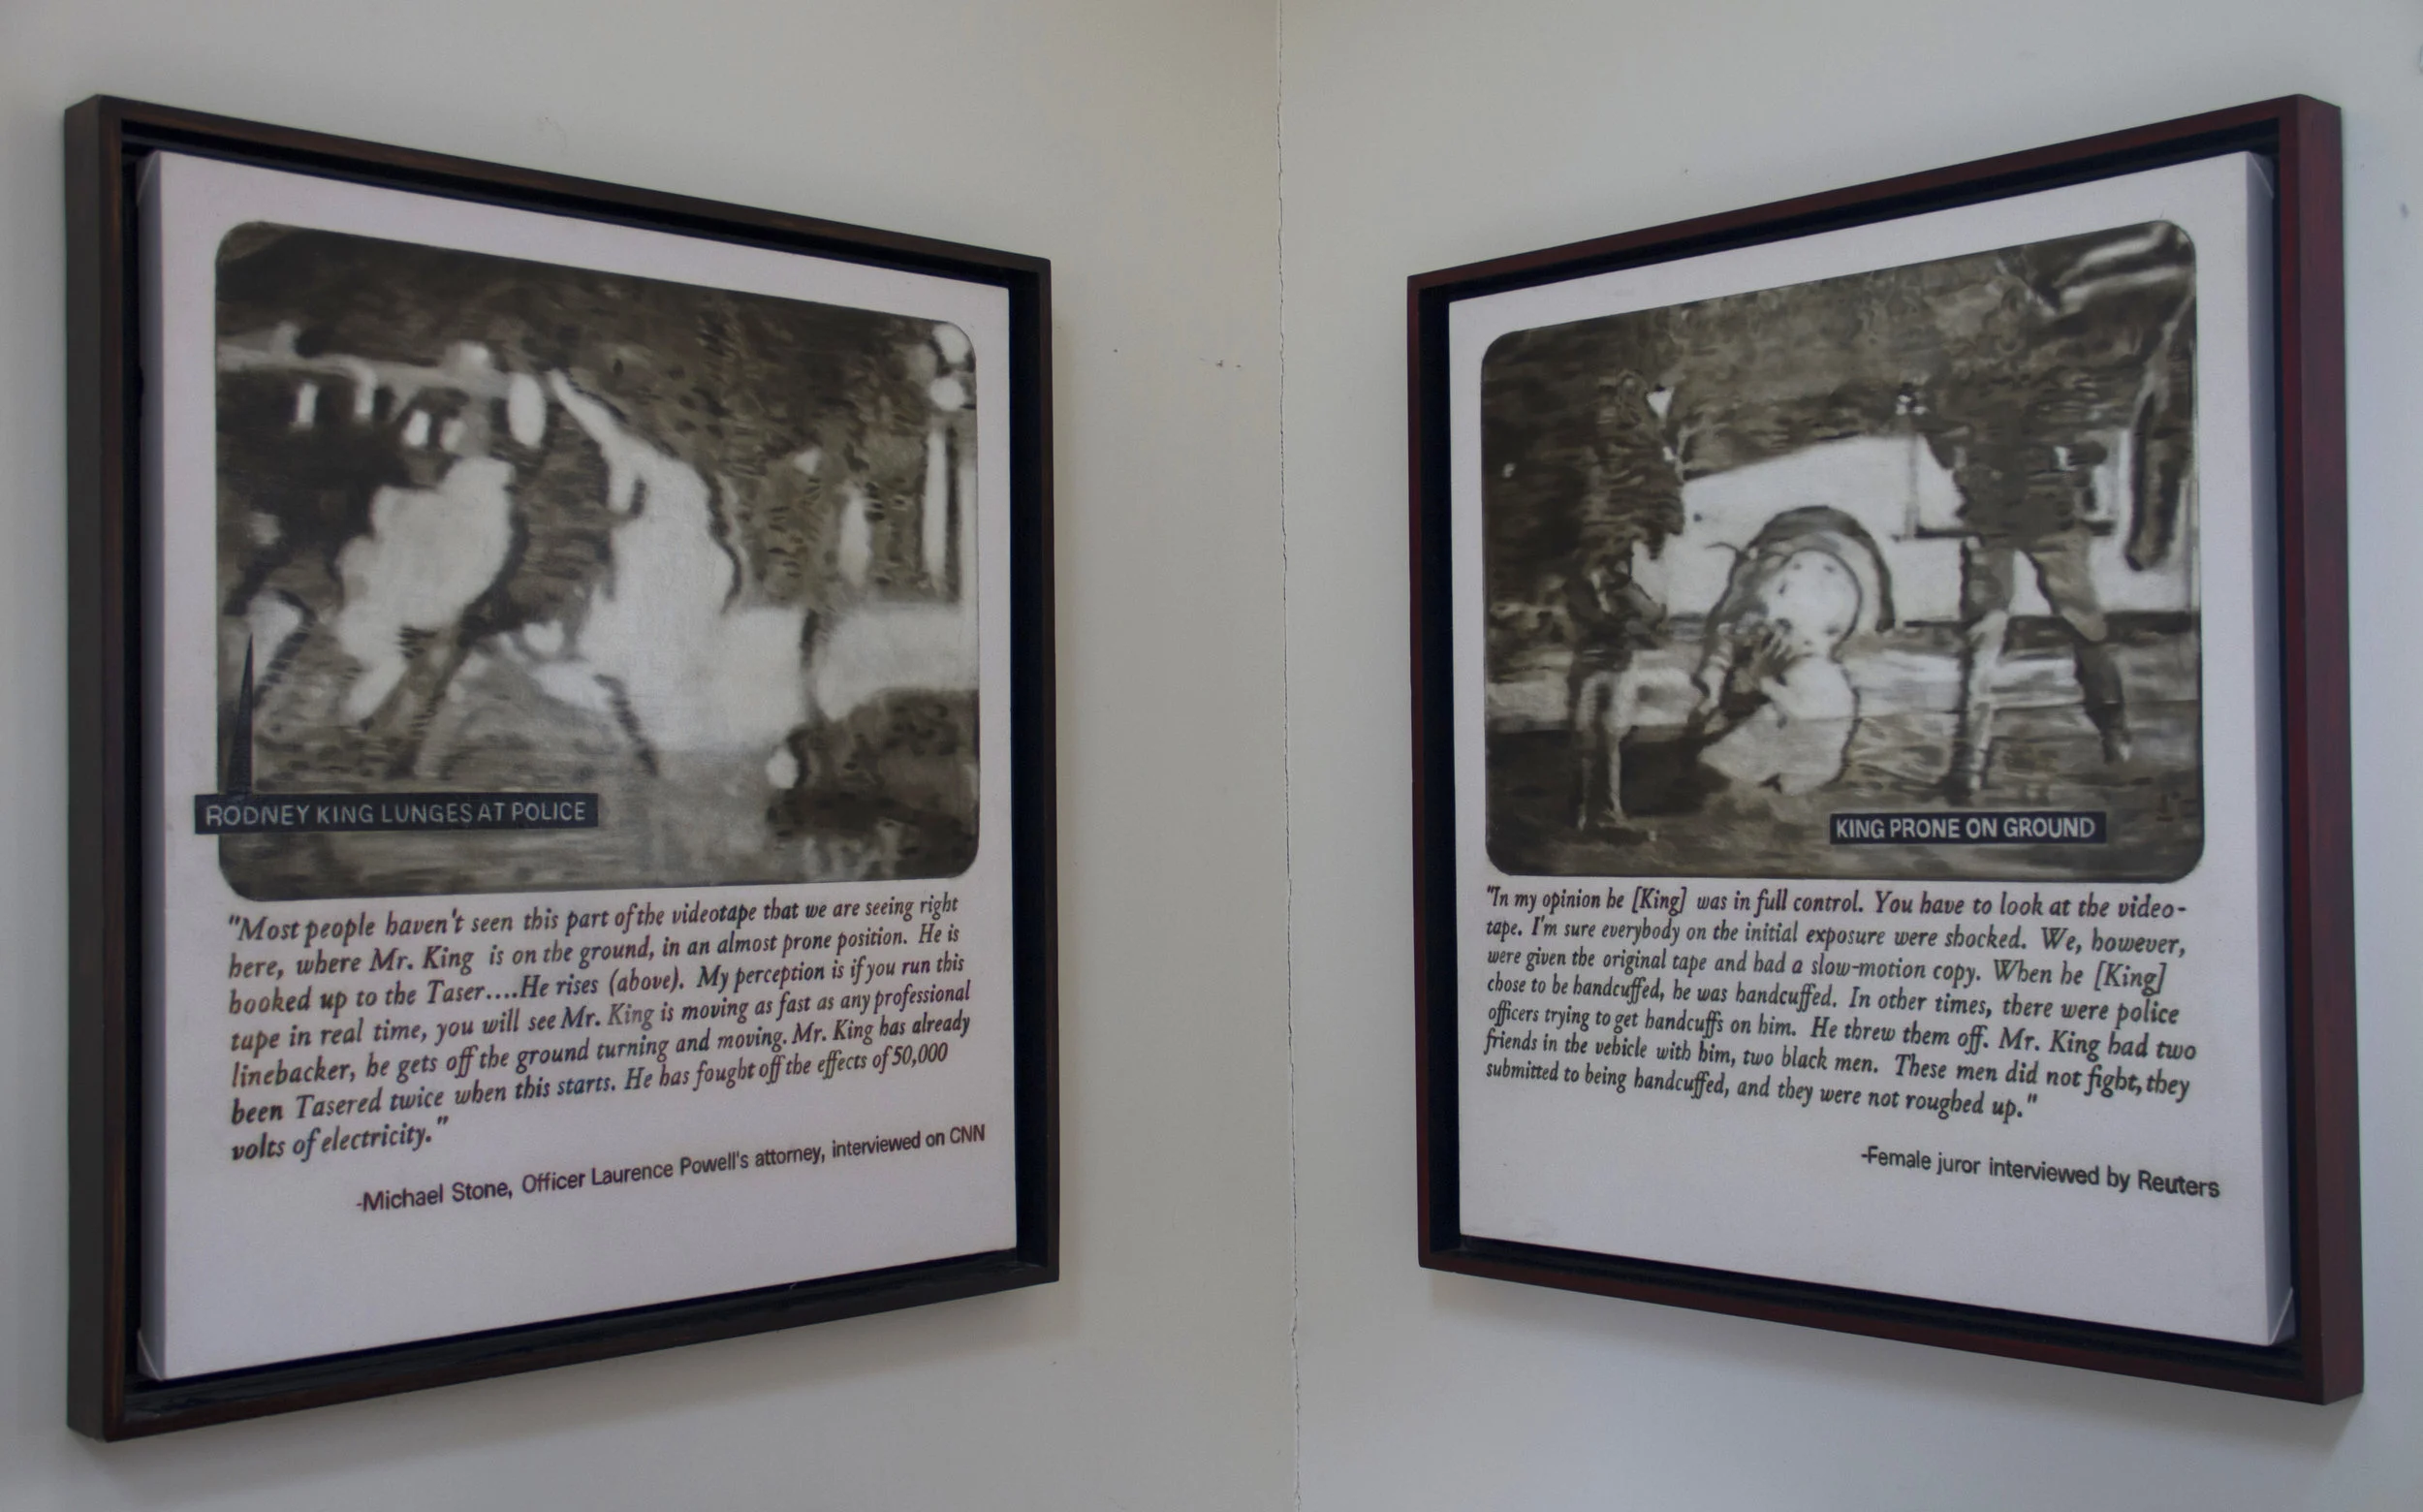 RODNEY KING LUNGES AT POLICE
"Most people haven't seen this part of the videotape that we are seeing right
here, where Mr. King is on the ground, in an almost prone position. He is
hooked up to the Taser....He rises (above). My perception is if you run this
tape in real time, you will see Mr. King is moving as fast as any professional
linebacker, he gets off the ground turning and moving. Mr. King has already
been Tasered twice when this starts. He has fought off the effects of 50,000
volts of electricity."
-Michael Stone, Officer Laurence Powell's attorney, interviewed on CNN
KING PRONE ON GROUND
"In my opinion he [King] was in full control. You have to look at the video-
tape. I'm sure everybody on the initial exposure were shocked. We, however,
were given the original tape and had a slow-motion copy. When he [King]
chose to be handcuffed, he was handcuffed. In other times, there were police
officers trying to get handcuffs on him. He threw them off. Mr. King had two
friends in the vehicle with him, two black men. These men did not fight, they
submitted to being handcuffed, and they were not roughed up."
-Female juror interviewed by Reuters